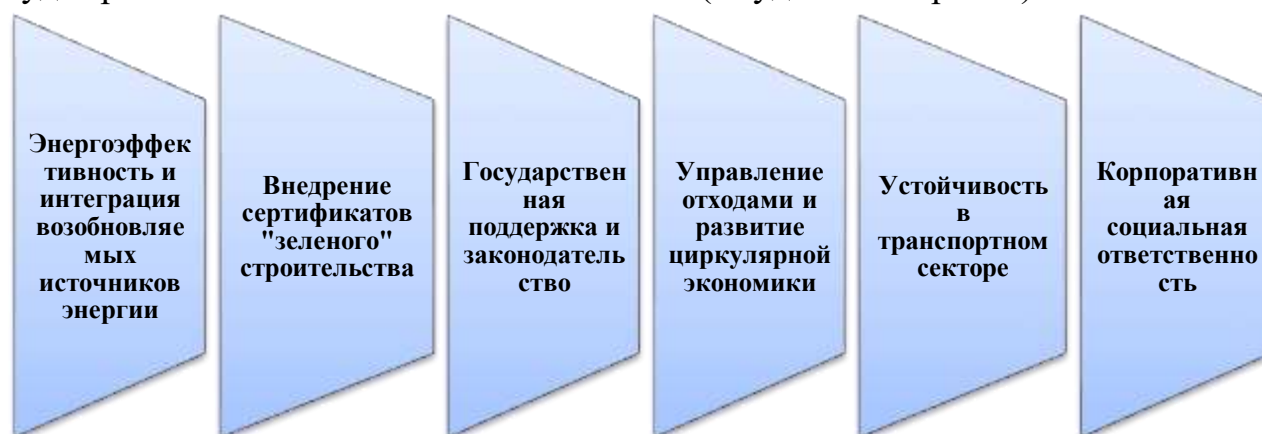 Энергоэффек
тивность и
интеграция
возобновляе
мых
источников
энергии
Внедрение
сертификатов
"зеленого"
строительства
Государствен
ная
поддержка и
законодатель
ство
Управление
отходами и
развитие
циркулярной
экономики
Устойчивость
в
транспортном
секторе
Корпоративн
ая
социальная
ответственно
сть